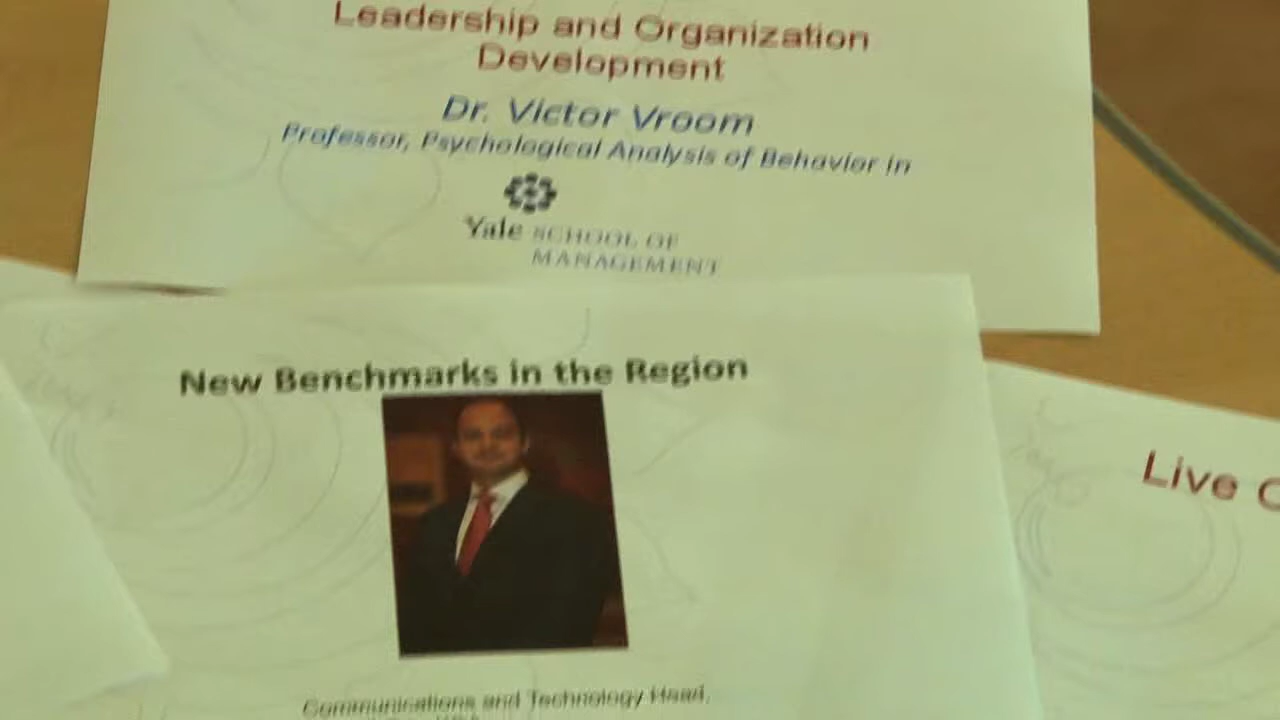 Leadership and Organization
Development
Dr. Victor Vroom
Professor, Psychological Analysis of Behavior in
Yale SCHOOL OF
MANAGEMENT
New Benchmarks in the Region
Live
Communications and Technology Head,